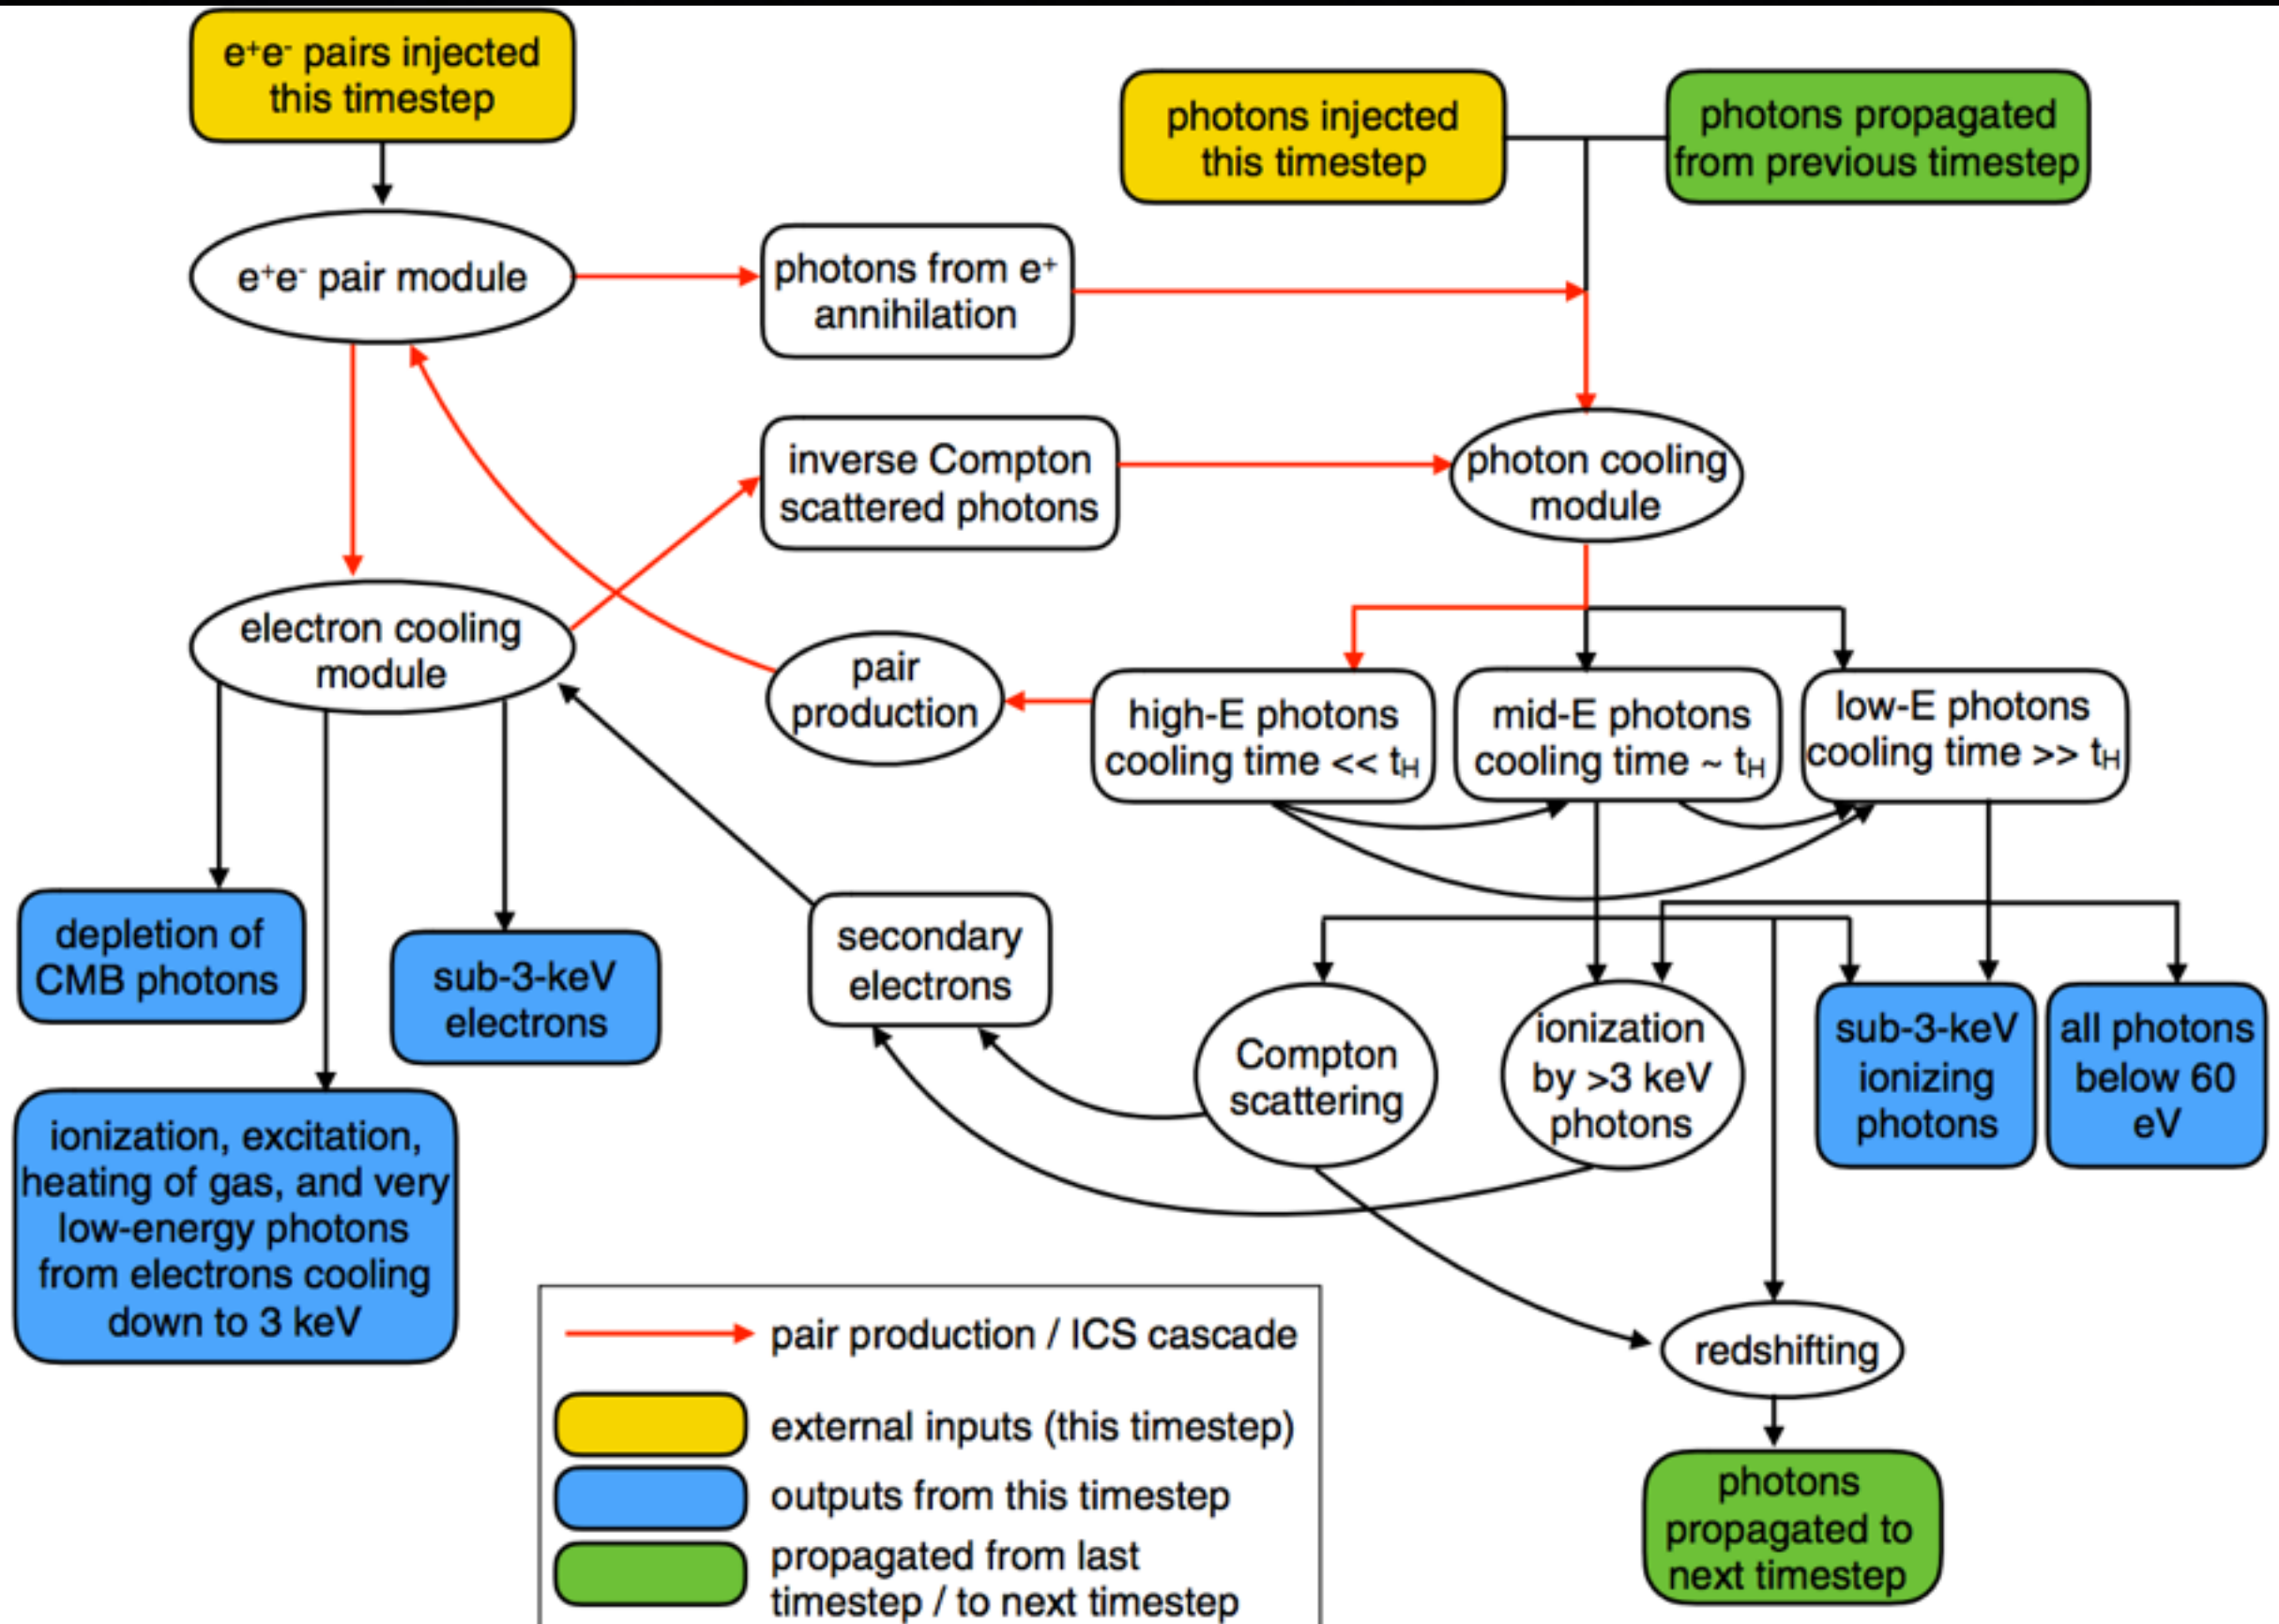 e⁺e⁻ pairs injected
this timestep
photons injected
this timestep
photons propagated
from previous timestep
e⁺e⁻ pair module
photons from e⁺
annihilation
inverse Compton
scattered photons
photon cooling
module
electron cooling
module
pair
production
high-E photons
cooling time << tH
mid-E photons
cooling time ~ tH
low-E photons
cooling time >> tH
depletion of
CMB photons
sub-3-keV
electrons
secondary
electrons
Compton
scattering
ionization
by >3 keV
photons
sub-3-keV
ionizing
photons
all photons
below 60
eV
ionization, excitation,
heating of gas, and very
low-energy photons
from electrons cooling
down to 3 keV
redshifting
photons
propagated to
next timestep
pair production / ICS cascade
external inputs (this timestep)
outputs from this timestep
propagated from last
timestep / to next timestep